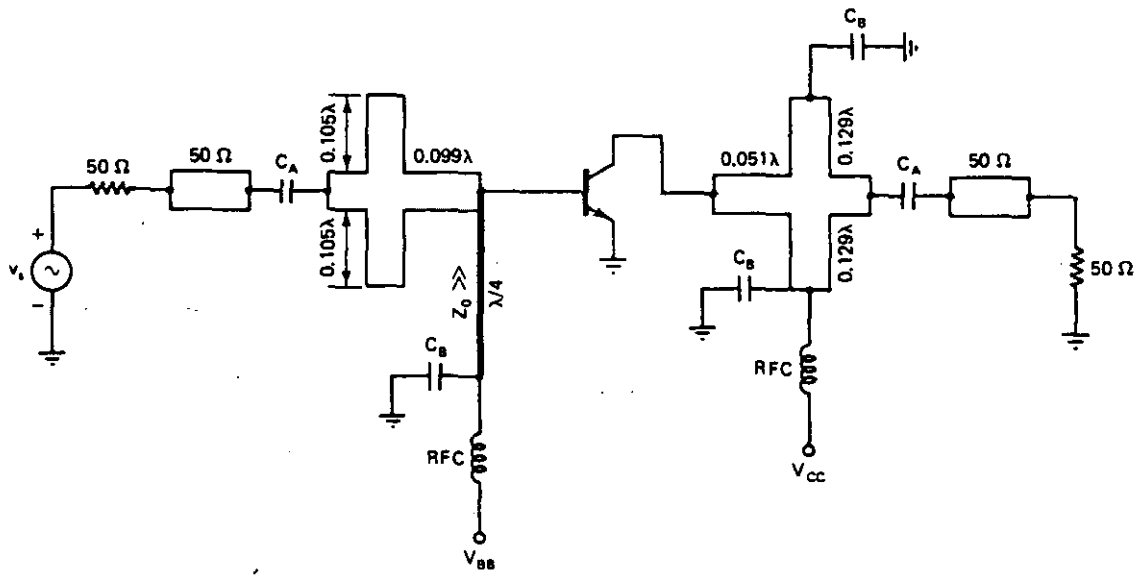 C_B
50 Ω
50 Ω
C_A
0.105λ
0.099λ
0.105λ
v_s
+
−
Z_0 >>
λ/4
C_B
RFC
V_BB
0.051λ
0.129λ
0.129λ
C_A
50 Ω
50 Ω
C_B
RFC
V_CC